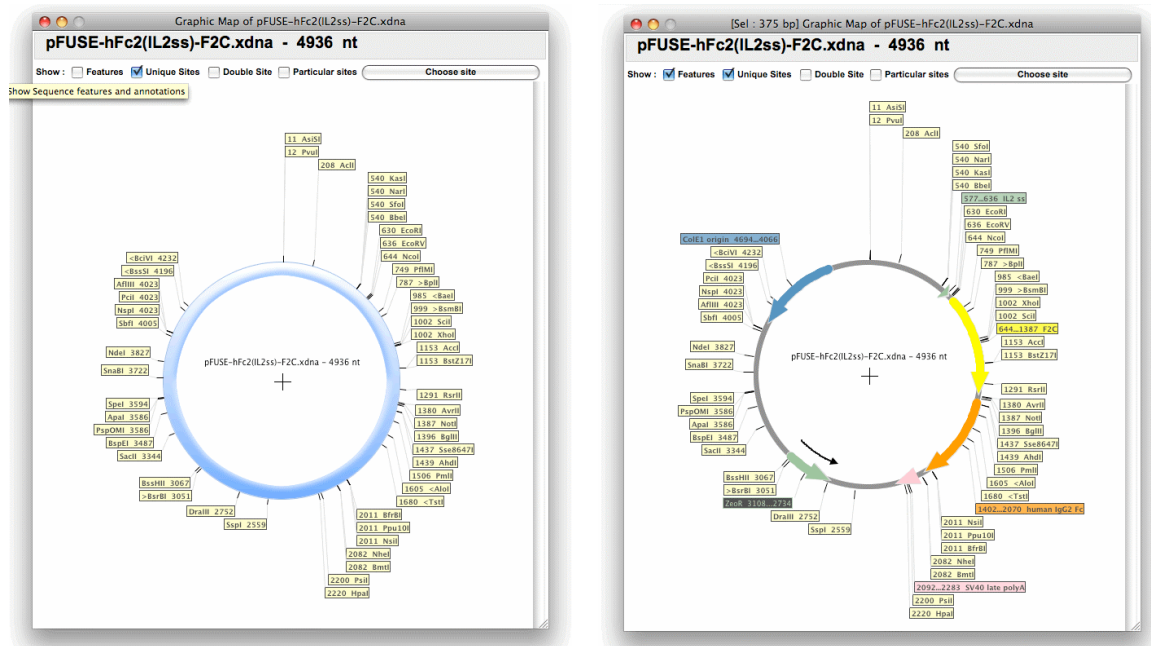 Graphic Map of pFUSE-hFc2(IL2ss)-F2C.xdna
pFUSE-hFc2(IL2ss)-F2C.xdna - 4936 nt
Show : Features Unique Sites Double Site Particular sites Choose site
Show Sequence features and annotations
11 AsiSI
12 PvuI
208 AclI
540 KasI
540 NarI
540 SfoI
540 BbeI
630 EcoRI
636 EcoRV
644 NcoI
749 PflMI
787 >BplI
985 <BaeI
999 >BsmBI
1002 SciI
1002 XhoI
1153 AccI
1153 BstZ17I
1291 RsrII
1380 AvrII
1387 NotI
1396 BglII
1437 Sse8647I
1439 AhdI
1506 PmlI
1605 <AloI
1680 <TstI
2011 BfrBI
2011 Ppu10I
2011 NsiI
2082 NheI
2082 BmtI
2200 PsiI
2220 HpaI
<BciVI 4232
<BssSI 4196
AflIII 4023
PciI 4023
NspI 4023
SbfI 4005
NdeI 3827
SnaBI 3722
SpeI 3594
ApaI 3586
PspOMI 3586
BspEI 3487
SacII 3344
BssHII 3067
>BsrBI 3051
DraIII 2752
SspI 2559
pFUSE-hFc2(IL2ss)-F2C.xdna - 4936 nt
[Sel : 375 bp] Graphic Map of pFUSE-hFc2(IL2ss)-F2C.xdna
pFUSE-hFc2(IL2ss)-F2C.xdna - 4936 nt
Show : Features Unique Sites Double Site Particular sites Choose site
11 AsiSI
12 PvuI
208 AclI
540 SfoI
540 NarI
540 KasI
540 BbeI
577...636 IL2 ss
630 EcoRI
636 EcoRV
644 NcoI
749 PflMI
787 >BplI
985 <BaeI
999 >BsmBI
1002 XhoI
1002 SciI
644...1387 F2C
1153 AccI
1153 BstZ17I
1291 RsrII
1380 AvrII
1387 NotI
1396 BglII
1437 Sse8647I
1439 AhdI
1506 PmlI
1605 <AloI
1680 <TstI
1402...2070 human IgG2 Fc
2011 NsiI
2011 Ppu10I
2011 BfrBI
2082 NheI
2082 BmtI
2092...2283 SV40 late polyA
2200 PsiI
2220 HpaI
ColE1 origin 4694...4066
<BciVI 4232
<BssSI 4196
PciI 4023
NspI 4023
AflIII 4023
SbfI 4005
NdeI 3827
SnaBI 3722
SpeI 3594
PspOMI 3586
ApaI 3586
BspEI 3487
SacII 3344
BssHII 3067
>BsrBI 3051
ZeoR 3108...2734
DraIII 2752
SspI 2559
pFUSE-hFc2(IL2ss)-F2C.xdna - 4936 nt